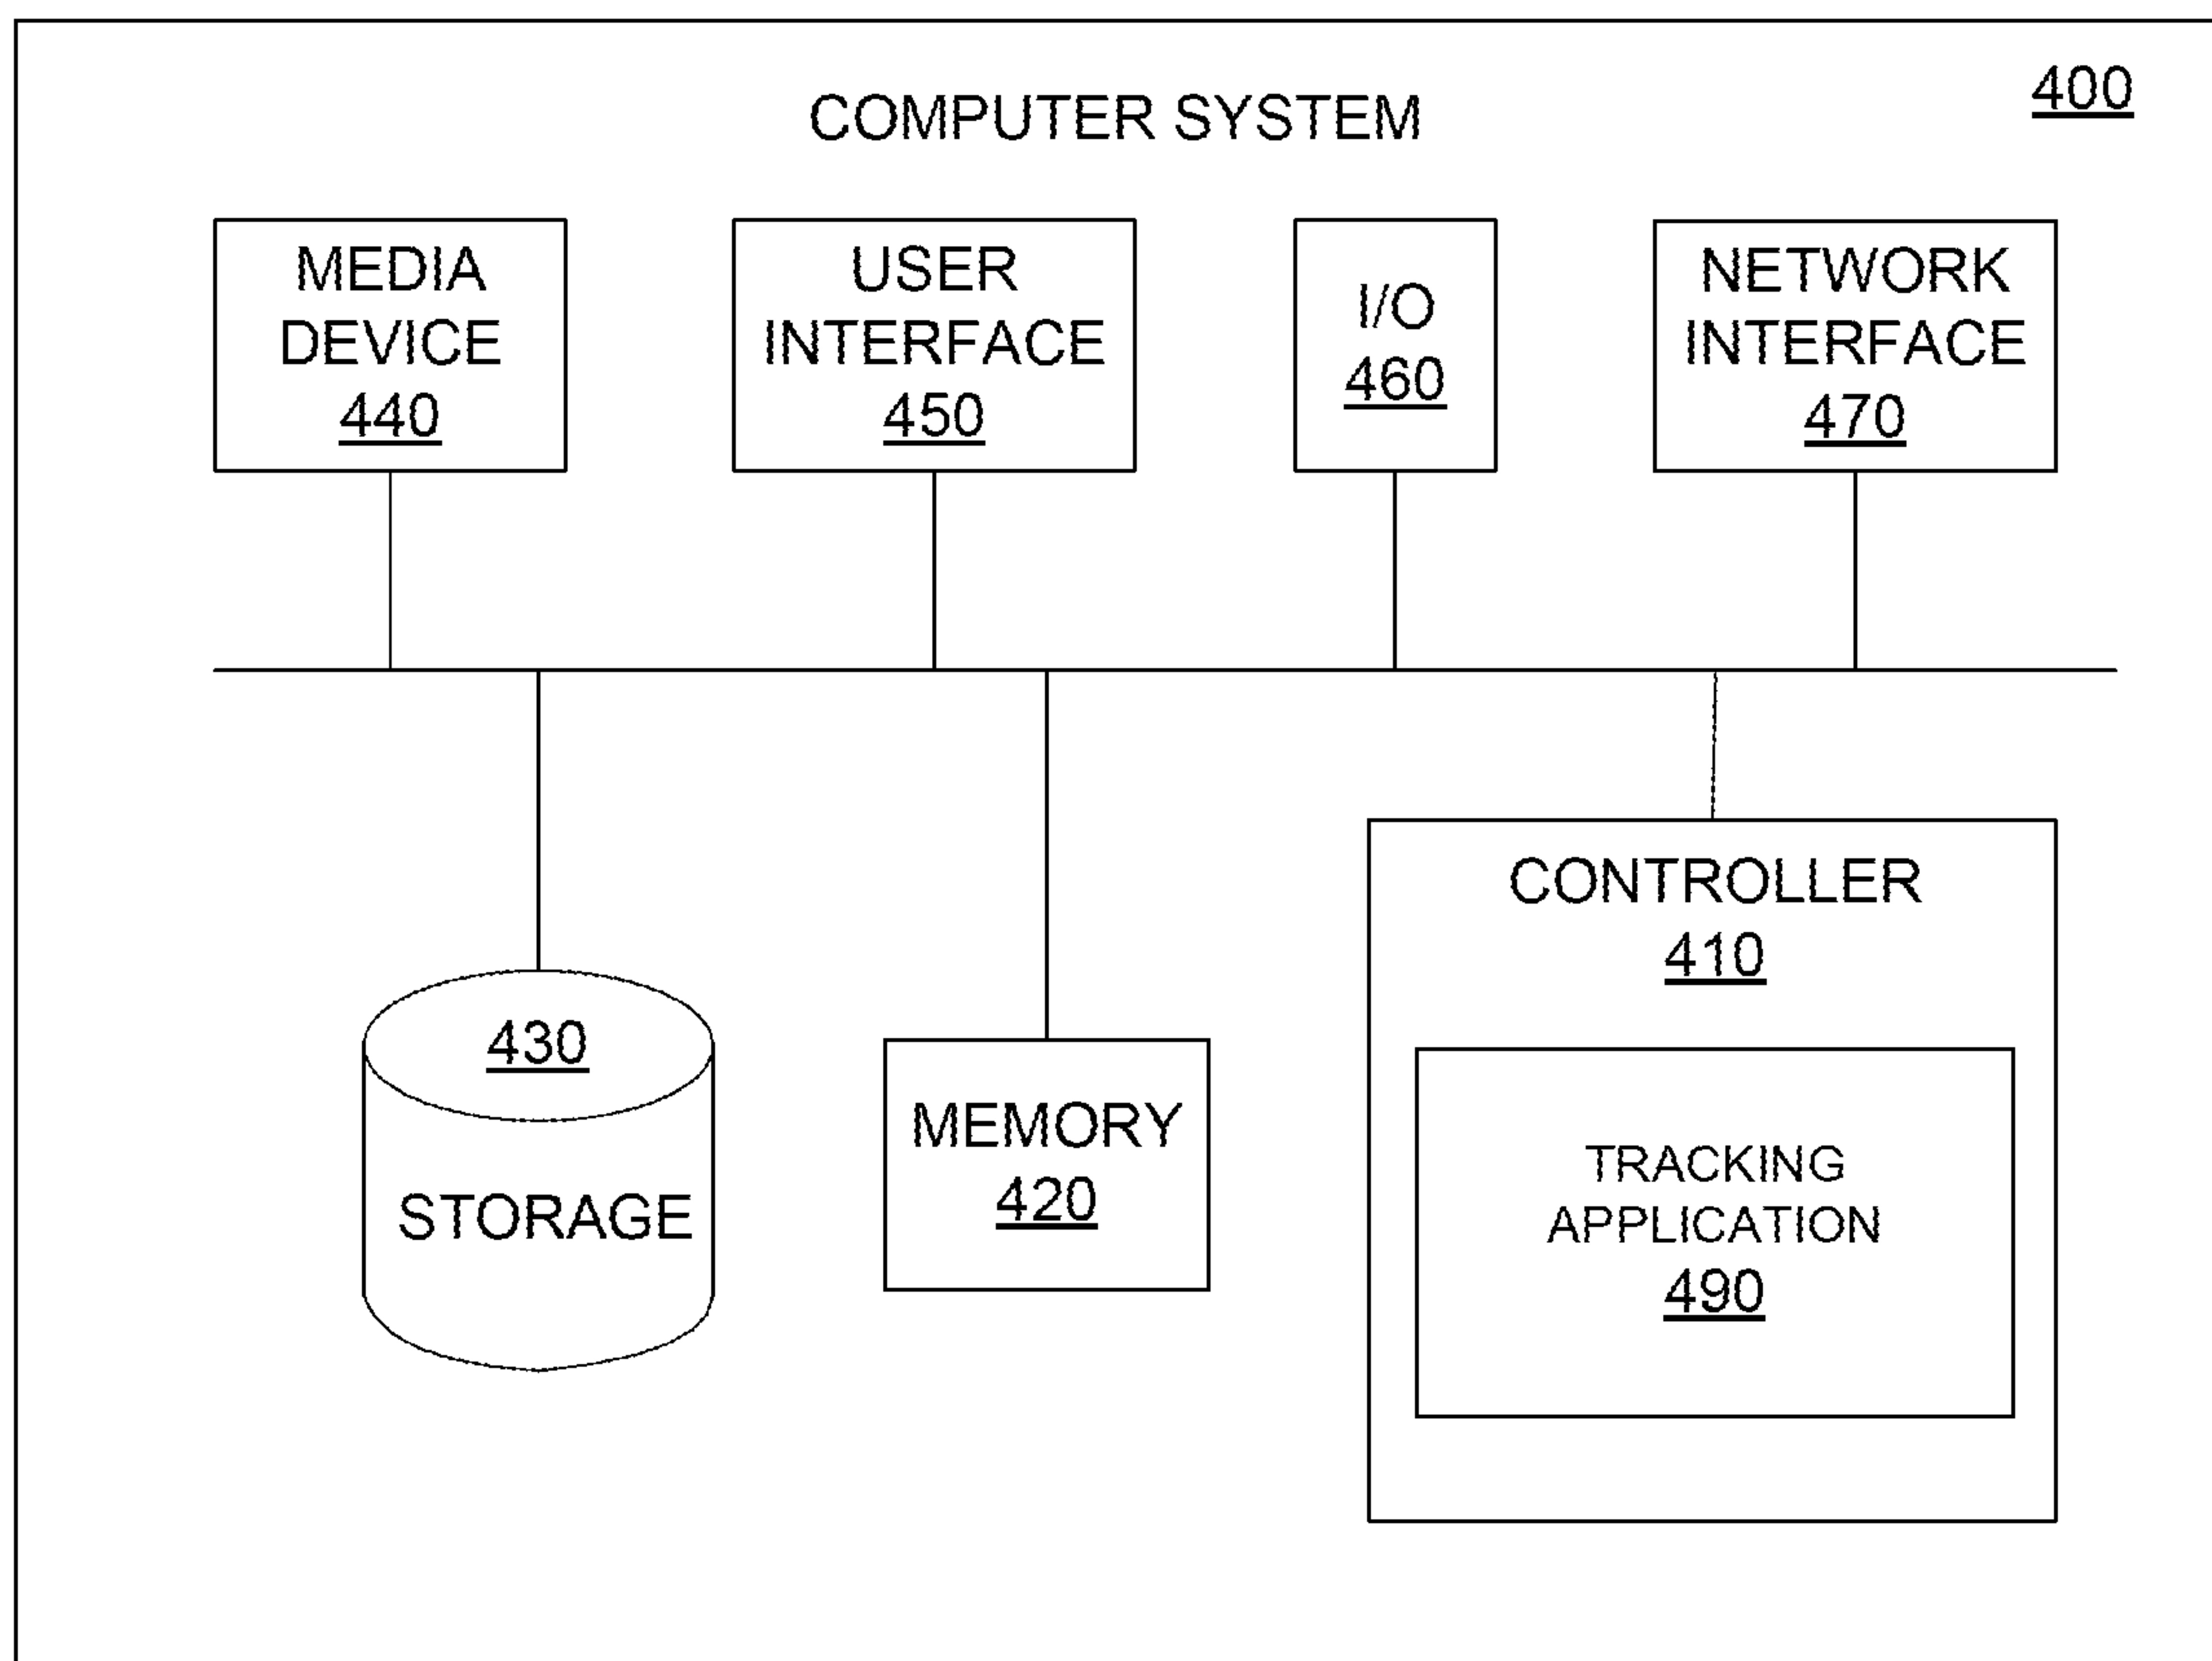 400
COMPUTER SYSTEM
MEDIA
DEVICE
440
USER
INTERFACE
450
I/O
460
NETWORK
INTERFACE
470
430
STORAGE
MEMORY
420
CONTROLLER
410
TRACKING
APPLICATION
490